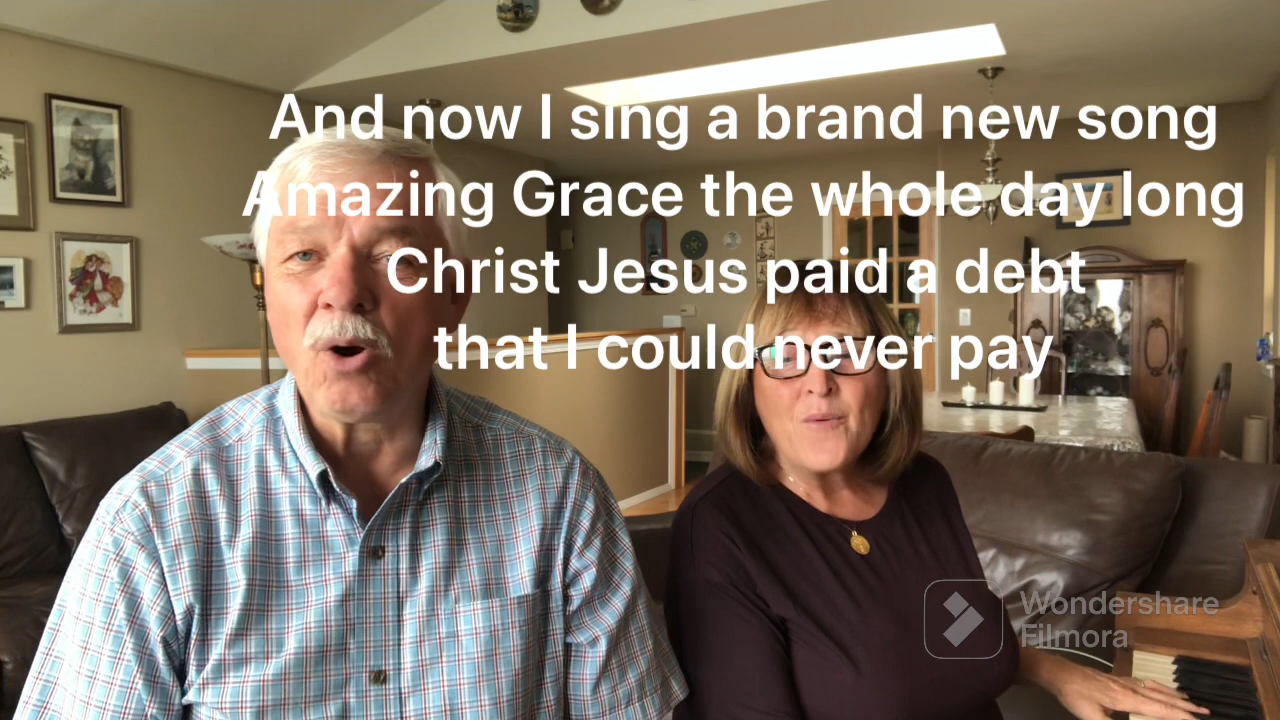 And now I sing a brand new song
Amazing Grace the whole day long
Christ Jesus paid a debt
that I could never pay
Wondershare
Filmora